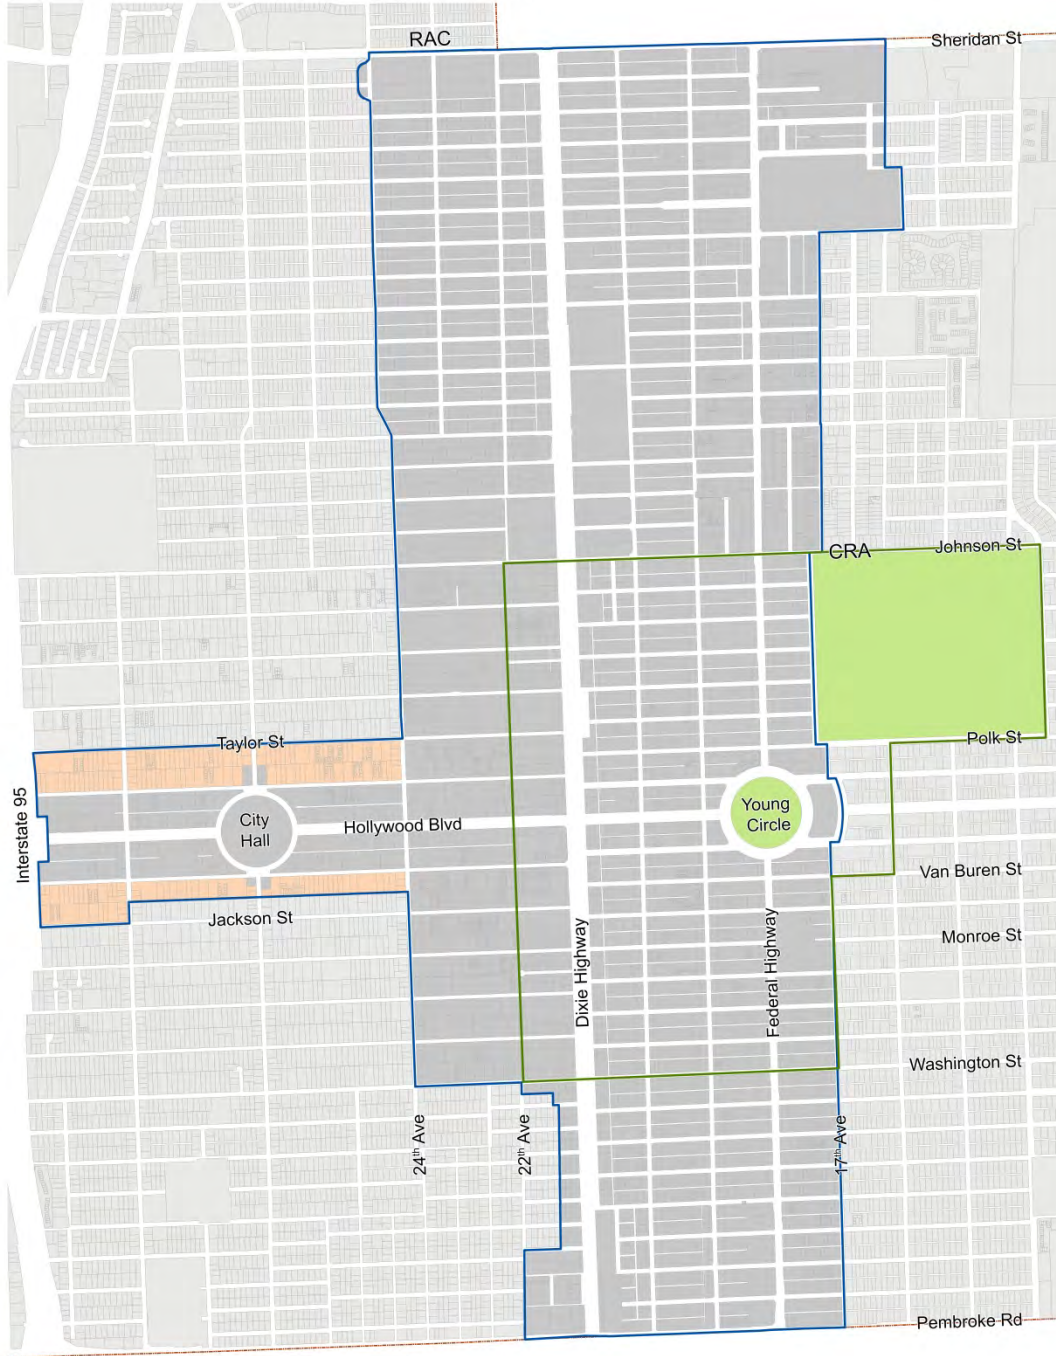 RAC
Sheridan St
CRA
Johnson St
Taylor St
Polk St
Interstate 95
City
Hall
Hollywood Blvd
Young
Circle
Van Buren St
Jackson St
Monroe St
Dixie Highway
Federal Highway
Washington St
24th Ave
22th Ave
17th Ave
Pembroke Rd